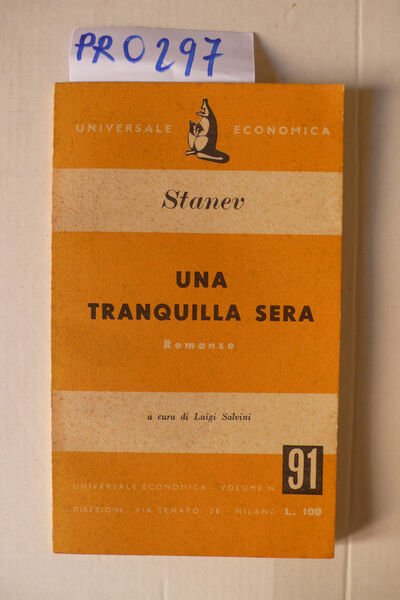 PRO297
UNIVERSALE ECONOMICA
Stanev
UNA
TRANQUILLA SERA
Romanzo
a cura di Luigi Salvini
91
UNIVERSALE ECONOMICA - VOLUME N.
DIREZIONE: VIA SENATO, 38 - MILANO L. 100